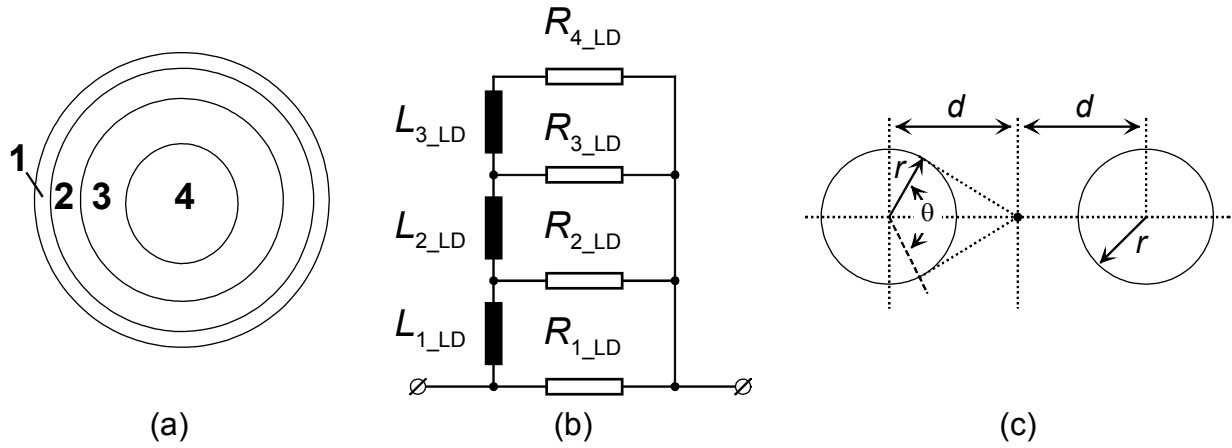 1
2
3
4
(a)
R4_LD
L3_LD
R3_LD
L2_LD
R2_LD
L1_LD
R1_LD
(b)
d
d
r
θ
r
(c)